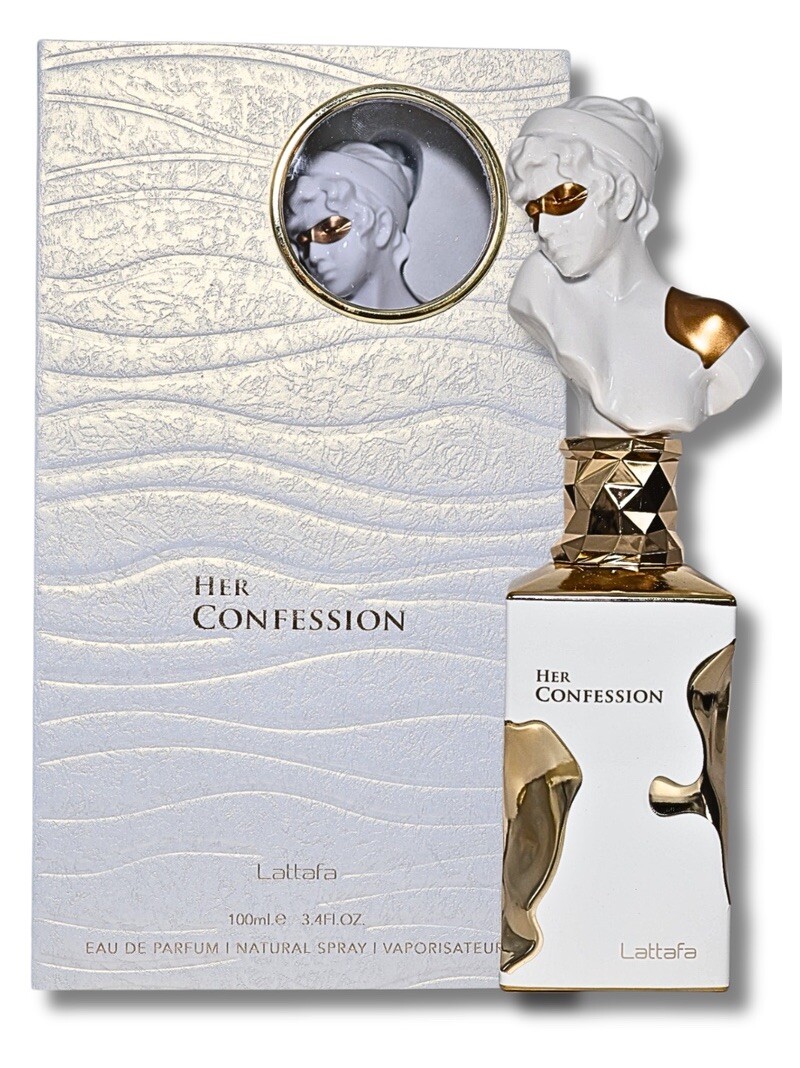 HER
CONFESSION
Lattafa
100ml.e 3.4Fl.OZ.
EAU DE PARFUM I NATURAL SPRAY I VAPORISATEUR
HER
CONFESSION
Lattafa